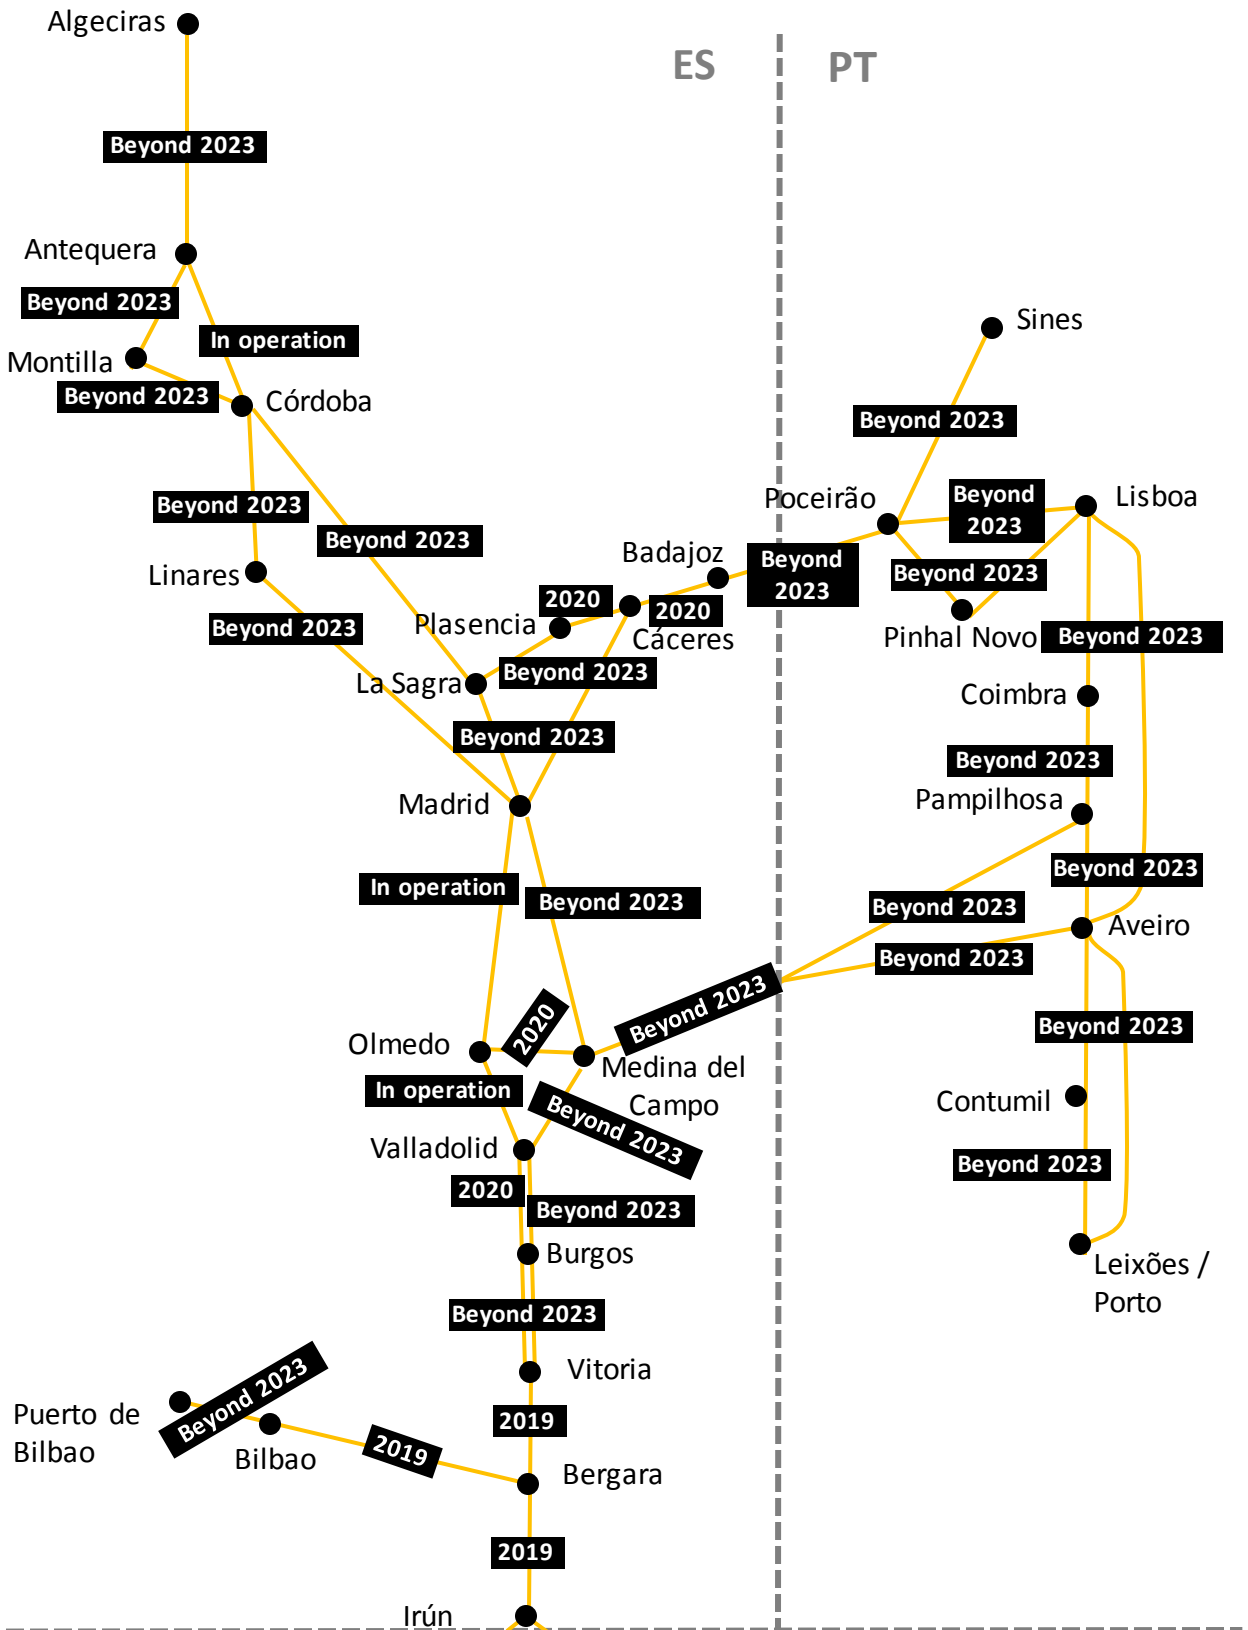 Algeciras
ES
PT
Beyond 2023
Antequera
Beyond 2023
In operation
Sines
Montilla
Beyond 2023
Córdoba
Beyond 2023
Beyond 2023
Beyond 2023
Poceirão
Beyond
2023
Lisboa
Linares
Badajoz
Beyond
2023
Beyond 2023
2020
2020
Beyond 2023
Plasencia
Cáceres
Pinhal Novo
Beyond 2023
La Sagra
Beyond 2023
Coimbra
Beyond 2023
Beyond 2023
Madrid
Pampilhosa
In operation
Beyond 2023
Beyond 2023
Beyond 2023
Aveiro
Beyond 2023
Beyond 2023
2020
Beyond 2023
Olmedo
Medina del
Campo
In operation
Beyond 2023
Contumil
Valladolid
Beyond 2023
2020
Beyond 2023
Burgos
Leixões /
Porto
Beyond 2023
Vitoria
Beyond 2023
Puerto de
Bilbao
2019
2019
Bilbao
Bergara
2019
Irún